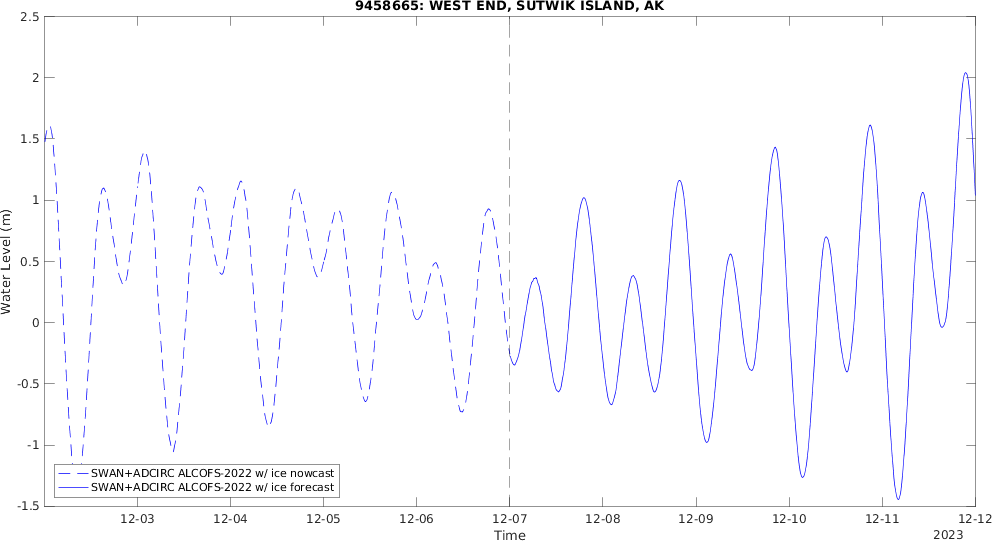 9458665: WEST END, SUTWIK ISLAND, AK
2.5
2
1.5
1
0.5
0
-0.5
-1
-1.5
Water Level (m)
SWAN+ADCIRC ALCOFS-2022 w/ ice nowcast
SWAN+ADCIRC ALCOFS-2022 w/ ice forecast
12-03 12-04 12-05 12-06 12-07 12-08 12-09 12-10 12-11 12-12
Time
2023